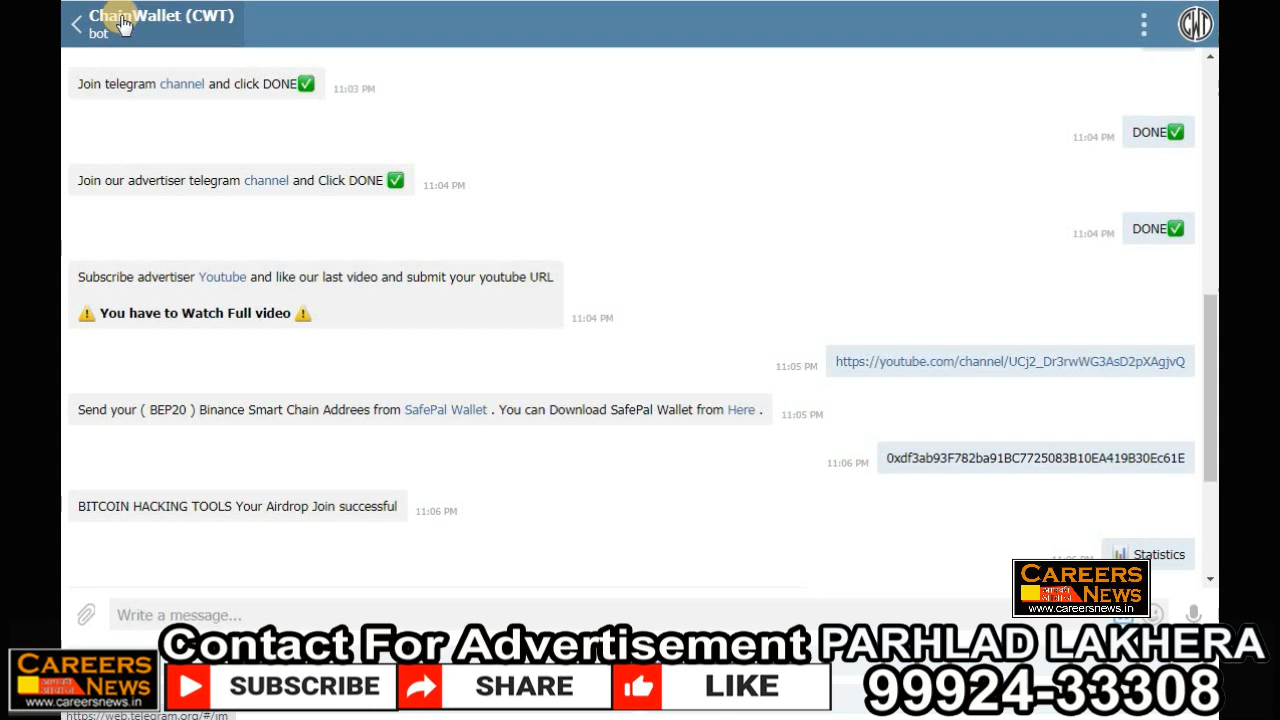 ChainWallet (CWT)
bot
CWT
Join telegram channel and click DONE✅
11:03 PM
DONE✅
11:04 PM
Join our advertiser telegram channel and Click DONE ✅
11:04 PM
DONE✅
11:04 PM
Subscribe advertiser Youtube and like our last video and submit your youtube URL
⚠️ You have to Watch Full video ⚠️
11:04 PM
https://youtube.com/channel/UCj2_Dr3rwWG3AsD2pXAgjvQ
11:05 PM
Send your ( BEP20 ) Binance Smart Chain Addrees from SafePal Wallet . You can Download SafePal Wallet from Here .
11:05 PM
0xdf3ab93F782ba91BC7725083B10EA419B30Ec61E
11:06 PM
BITCOIN HACKING TOOLS Your Airdrop Join successful
11:06 PM
📊 Statistics
11:06 PM
Write a message...
CAREERS
NEWS
www.careersnews.in
Contact For Advertisement PARHLAD LAKHERA
99924-33308
CAREERS
NEWS
www.careersnews.in
SUBSCRIBE
SHARE
LIKE
https://web.telegram.org/#/im